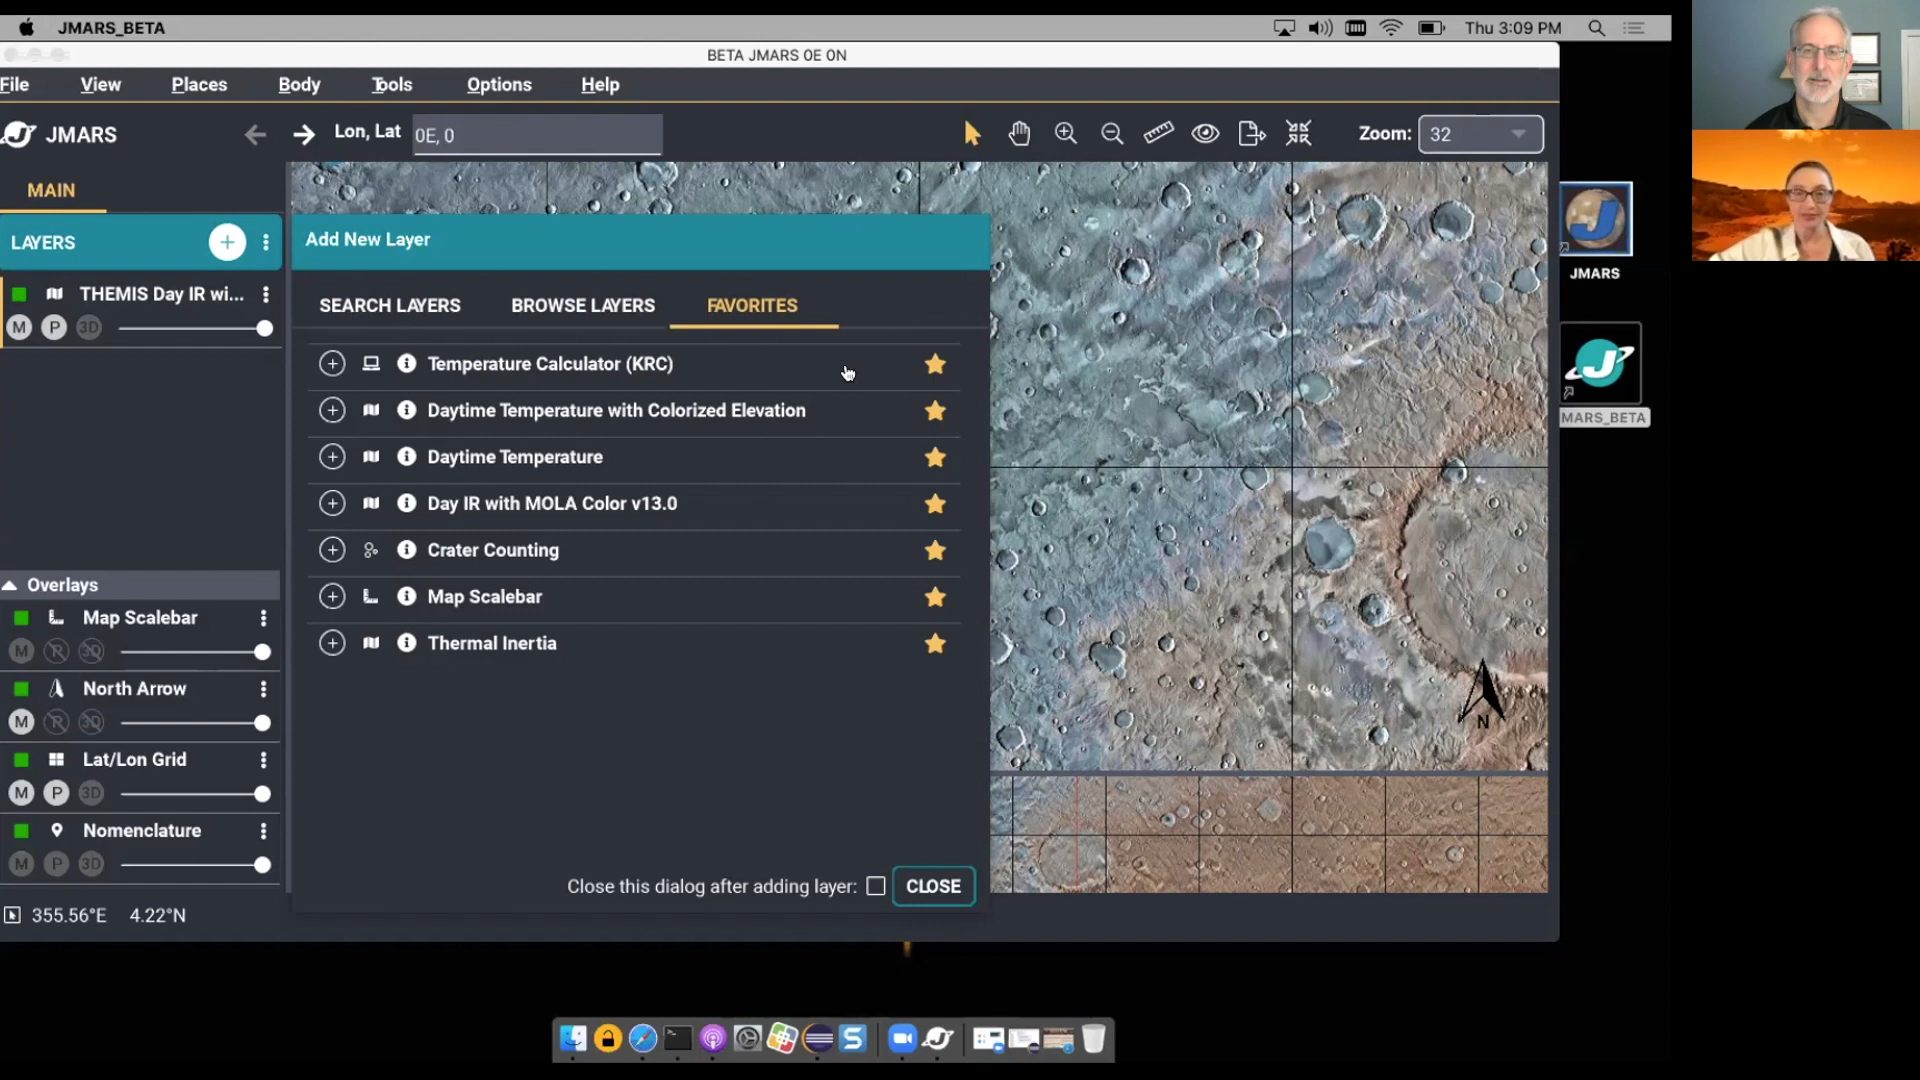 JMARS_BETA
Thu 3:09 PM
BETA JMARS 0E 0N
File View Places Body Tools Options Help
JMARS
Lon, Lat 0E, 0
Zoom: 32
MAIN
LAYERS
THEMIS Day IR wi...
M P 3D
Add New Layer
SEARCH LAYERS BROWSE LAYERS FAVORITES
Temperature Calculator (KRC)
Daytime Temperature with Colorized Elevation
Daytime Temperature
Day IR with MOLA Color v13.0
Crater Counting
Map Scalebar
Thermal Inertia
Close this dialog after adding layer: CLOSE
Overlays
Map Scalebar
M R 3D
North Arrow
M R 3D
Lat/Lon Grid
M P 3D
Nomenclature
M P 3D
355.56°E 4.22°N
N
J
JMARS
J
MARS_BETA
S